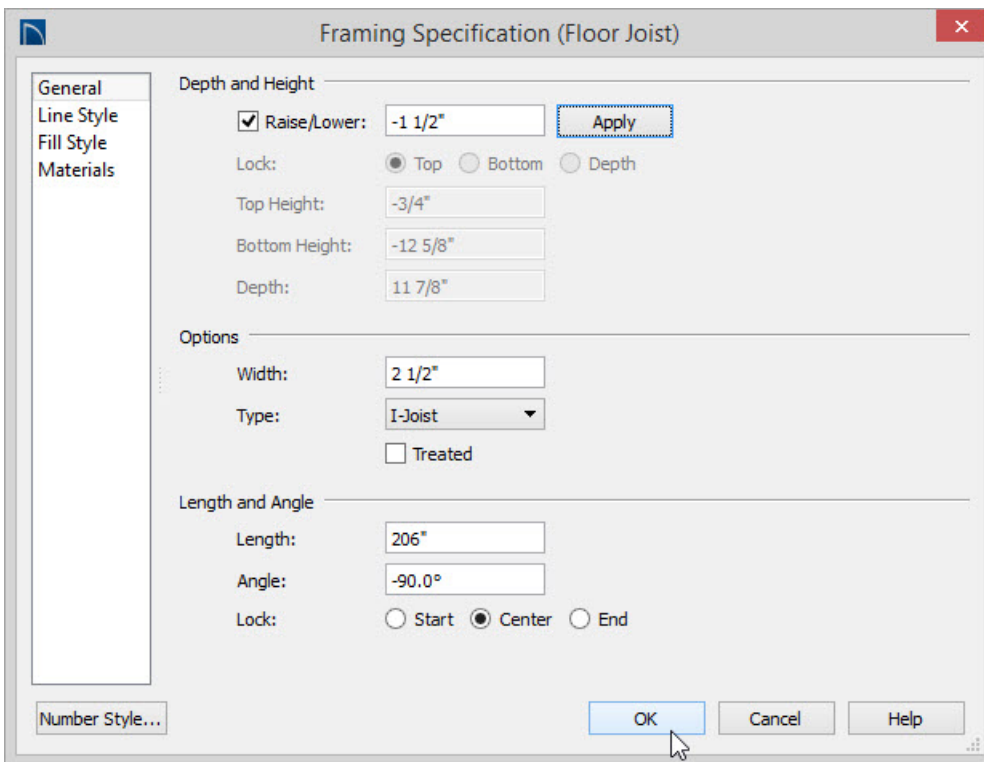 Framing Specification (Floor Joist)
General
Line Style
Fill Style
Materials
Depth and Height
Raise/Lower: -1 1/2" Apply
Lock: Top Bottom Depth
Top Height: -3/4"
Bottom Height: -12 5/8"
Depth: 11 7/8"
Options
Width: 2 1/2"
Type: I-Joist
Treated
Length and Angle
Length: 206"
Angle: -90.0°
Lock: Start Center End
Number Style... OK Cancel Help